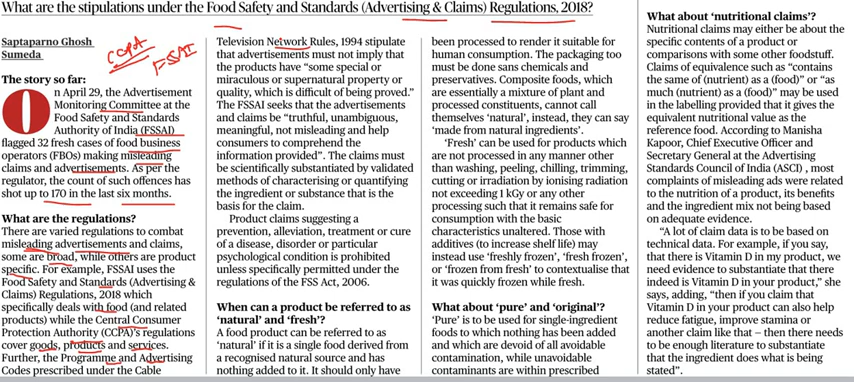 What are the stipulations under the Food Safety and Standards (Advertising & Claims) Regulations, 2018?
Saptaparno Ghosh
Sumeda
CCPA
FSSAI
The story so far:
On April 29, the Advertisement
Monitoring Committee at the
Food Safety and Standards
Authority of India (FSSAI)
flagged 32 fresh cases of food business
operators (FBOs) making misleading
claims and advertisements. As per the
regulator, the count of such offences has
shot up to 170 in the last six months.
What are the regulations?
There are varied regulations to combat
misleading advertisements and claims,
some are broad, while others are product
specific. For example, FSSAI uses the
Food Safety and Standards (Advertising &
Claims) Regulations, 2018 which
specifically deals with food (and related
products) while the Central Consumer
Protection Authority (CCPA)'s regulations
cover goods, products and services.
Further, the Programme and Advertising
Codes prescribed under the Cable
Television Network Rules, 1994 stipulate
that advertisements must not imply that
the products have “some special or
miraculous or supernatural property or
quality, which is difficult of being proved.”
The FSSAI seeks that the advertisements
and claims be “truthful, unambiguous,
meaningful, not misleading and help
consumers to comprehend the
information provided”. The claims must
be scientifically substantiated by validated
methods of characterising or quantifying
the ingredient or substance that is the
basis for the claim.
Product claims suggesting a
prevention, alleviation, treatment or cure
of a disease, disorder or particular
psychological condition is prohibited
unless specifically permitted under the
regulations of the FSS Act, 2006.
When can a product be referred to as
‘natural’ and ‘fresh’?
A food product can be referred to as
‘natural’ if it is a single food derived from
a recognised natural source and has
nothing added to it. It should only have
been processed to render it suitable for
human consumption. The packaging too
must be done sans chemicals and
preservatives. Composite foods, which
are essentially a mixture of plant and
processed constituents, cannot call
themselves ‘natural’, instead, they can say
‘made from natural ingredients’.
‘Fresh’ can be used for products which
are not processed in any manner other
than washing, peeling, chilling, trimming,
cutting or irradiation by ionising radiation
not exceeding 1 kGy or any other
processing such that it remains safe for
consumption with the basic
characteristics unaltered. Those with
additives (to increase shelf life) may
instead use ‘freshly frozen’, ‘fresh frozen’,
or ‘frozen from fresh’ to contextualise that
it was quickly frozen while fresh.
What about ‘pure’ and ‘original’?
‘Pure’ is to be used for single-ingredient
foods to which nothing has been added
and which are devoid of all avoidable
contamination, while unavoidable
contaminants are within prescribed
What about ‘nutritional claims’?
Nutritional claims may either be about the
specific contents of a product or
comparisons with some other foodstuff.
Claims of equivalence such as “contains
the same of (nutrient) as a (food)” or “as
much (nutrient) as a (food)” may be used
in the labelling provided that it gives the
equivalent nutritional value as the
reference food. According to Manisha
Kapoor, Chief Executive Officer and
Secretary General at the Advertising
Standards Council of India (ASCI) , most
complaints of misleading ads were related
to the nutrition of a product, its benefits
and the ingredient mix not being based
on adequate evidence.
“A lot of claim data is to be based on
technical data. For example, if you say,
that there is Vitamin D in my product, we
need evidence to substantiate that there
indeed is Vitamin D in your product,” she
says, adding, “then if you claim that
Vitamin D in your product can also help
reduce fatigue, improve stamina or
another claim like that – then there needs
to be enough literature to substantiate
that the ingredient does what is being
stated”.